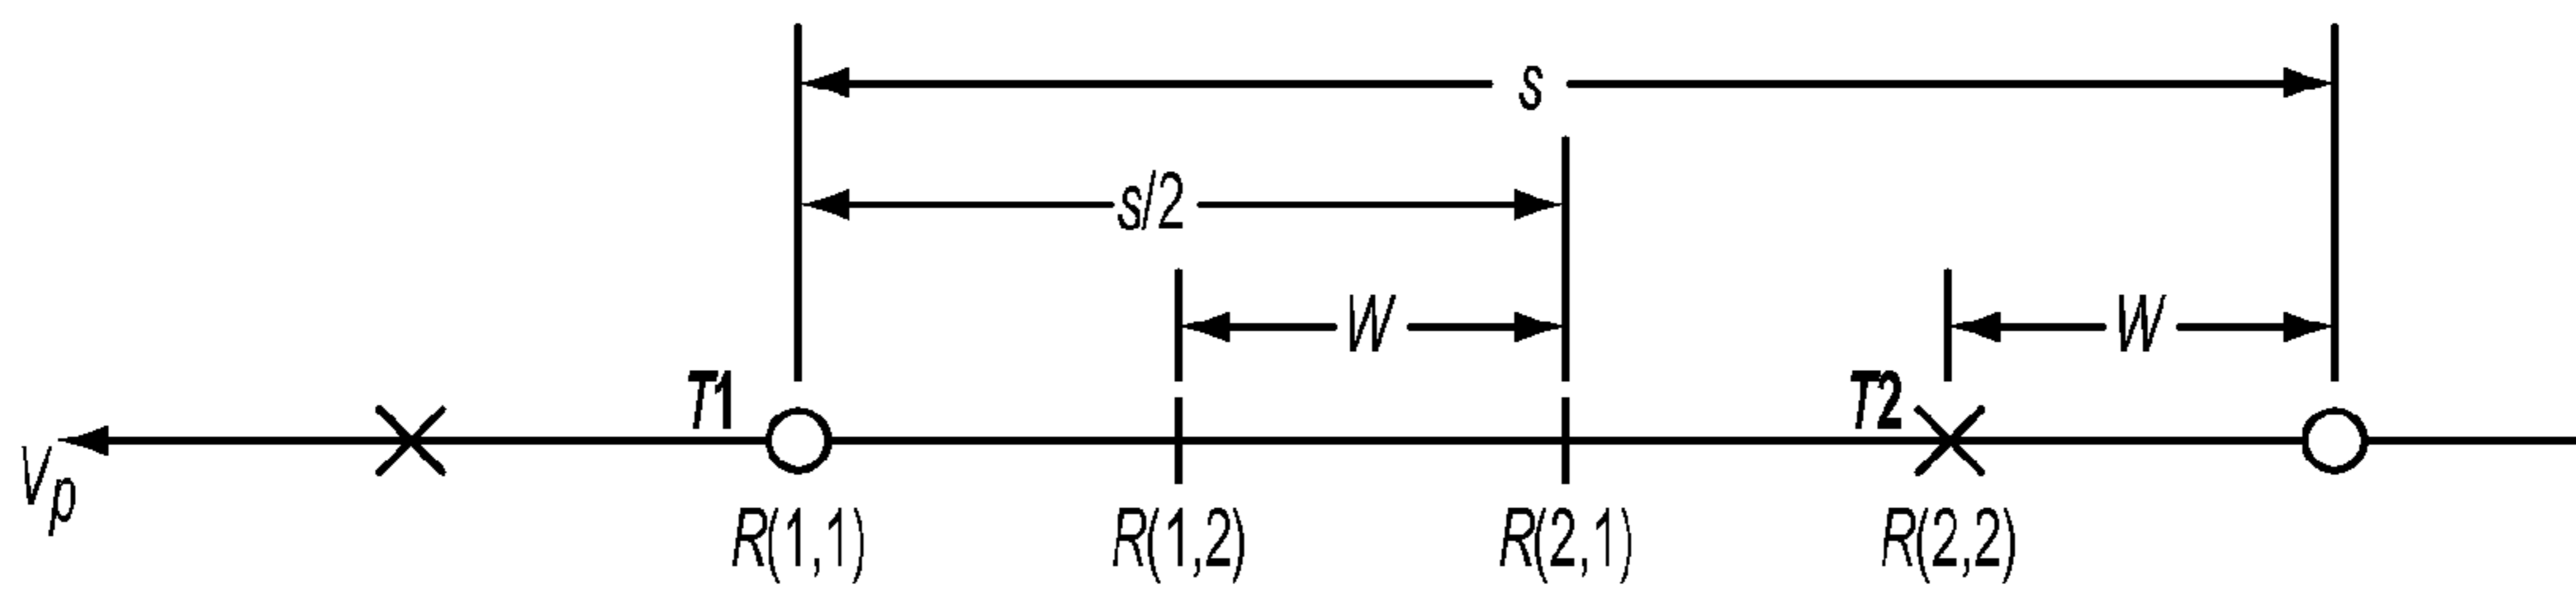 s
s/2
W W
T1 T2
Vp
R(1,1) R(1,2) R(2,1) R(2,2)